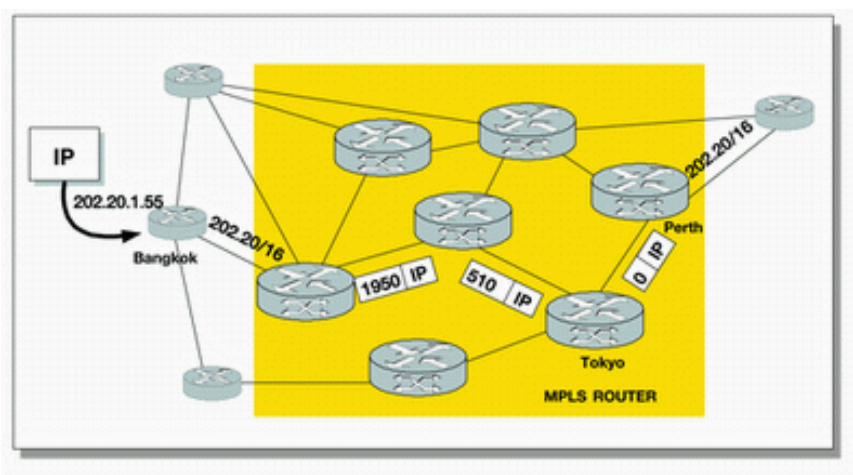 IP
202.20.1.55
Bangkok
202.20/16
1950 IP
510 IP
202.20/16
Perth
0 IP
Tokyo
MPLS ROUTER